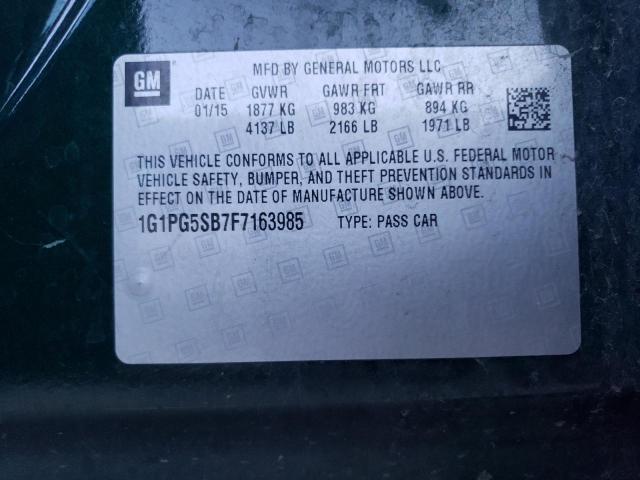 GM
MFD BY GENERAL MOTORS LLC
DATE GVWR GAWR FRT GAWR RR
01/15 1877 KG 983 KG 894 KG
4137 LB 2166 LB 1971 LB
THIS VEHICLE CONFORMS TO ALL APPLICABLE U.S. FEDERAL MOTOR
VEHICLE SAFETY, BUMPER, AND THEFT PREVENTION STANDARDS IN
EFFECT ON THE DATE OF MANUFACTURE SHOWN ABOVE.
1G1PG5SB7F7163985 TYPE: PASS CAR